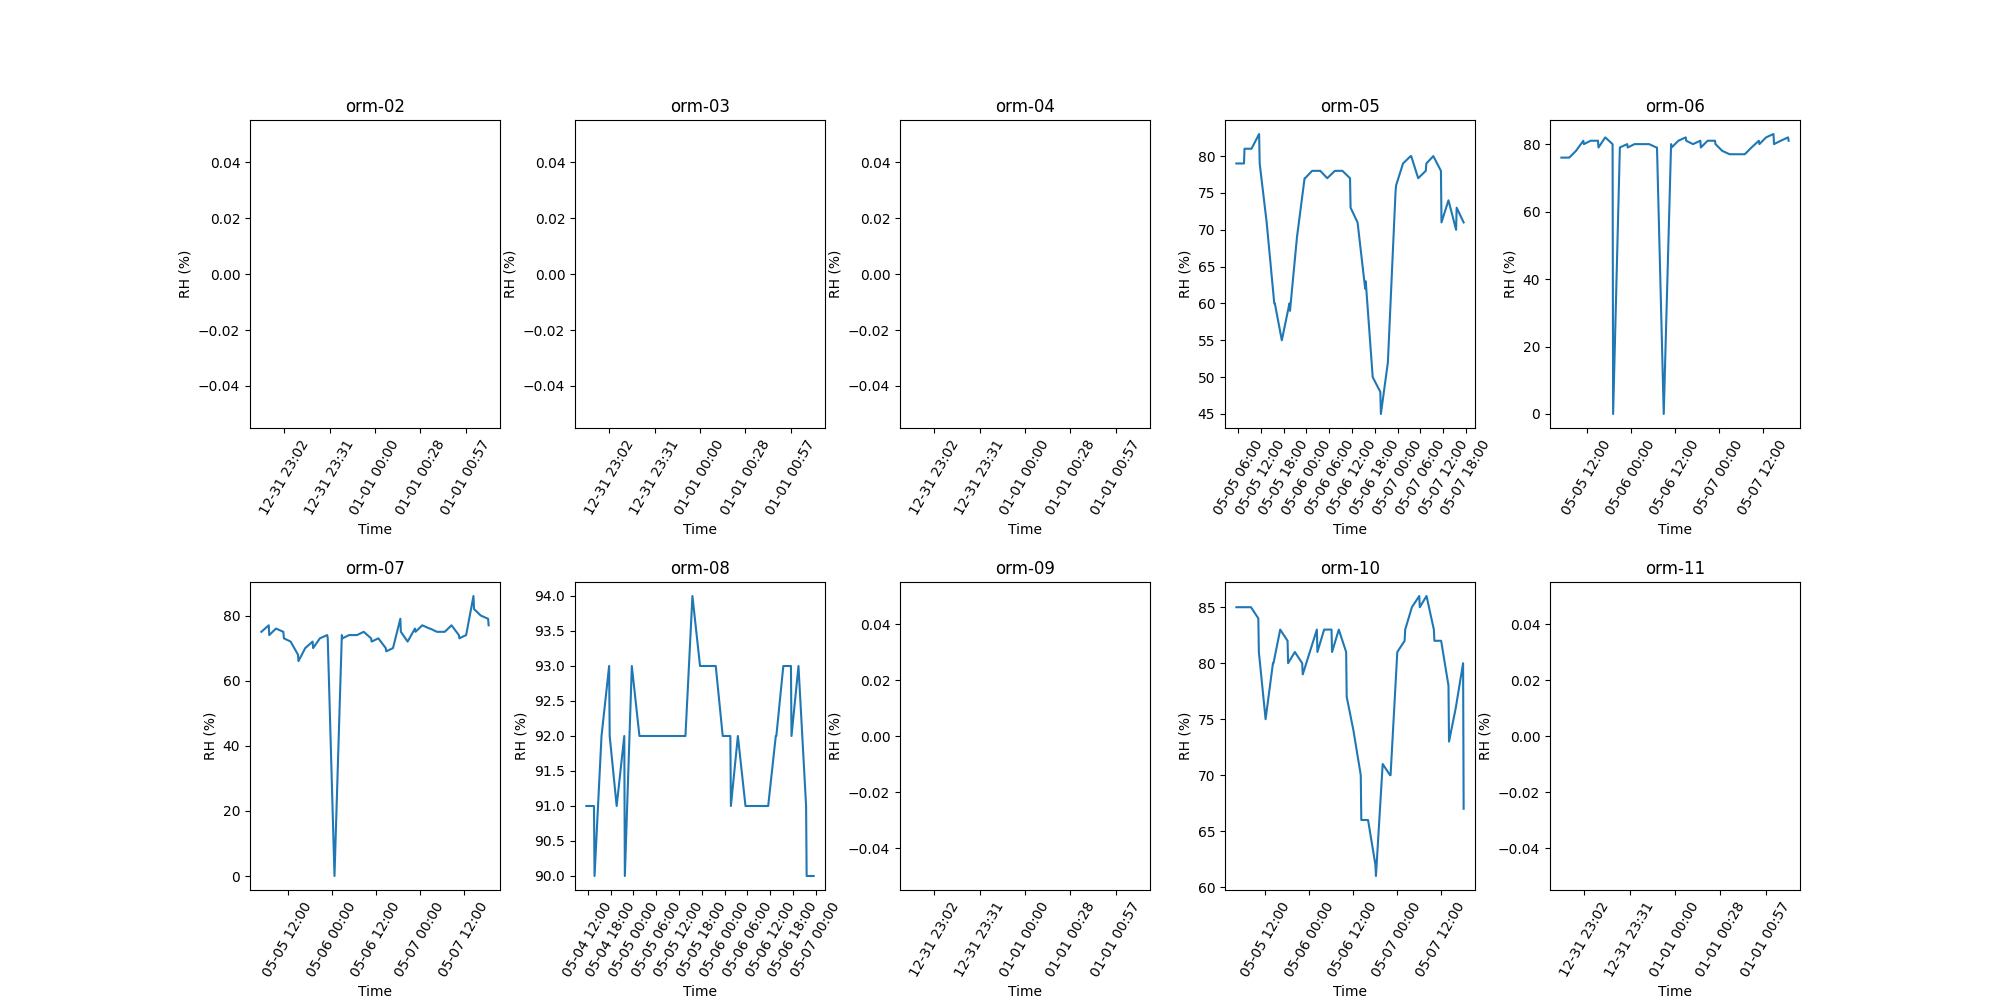 orm-02 orm-03 orm-04 orm-05 orm-06
RH (%) 0.04 0.02 0.00 −0.02 −0.04
12-31 23:02 12-31 23:31 01-01 00:00 01-01 00:28 01-01 00:57
Time
RH (%) 0.04 0.02 0.00 −0.02 −0.04
12-31 23:02 12-31 23:31 01-01 00:00 01-01 00:28 01-01 00:57
Time
RH (%) 0.04 0.02 0.00 −0.02 −0.04
12-31 23:02 12-31 23:31 01-01 00:00 01-01 00:28 01-01 00:57
Time
RH (%) 80 75 70 65 60 55 50 45
05-05 06:00 05-05 12:00 05-05 18:00 05-06 00:00 05-06 06:00 05-06 12:00 05-06 18:00 05-07 00:00 05-07 06:00 05-07 12:00 05-07 18:00
Time
RH (%) 80 60 40 20 0
05-05 12:00 05-06 00:00 05-06 12:00 05-07 00:00 05-07 12:00
Time
orm-07 orm-08 orm-09 orm-10 orm-11
RH (%) 80 60 40 20 0
05-05 12:00 05-06 00:00 05-06 12:00 05-07 00:00 05-07 12:00
Time
RH (%) 94.0 93.5 93.0 92.5 92.0 91.5 91.0 90.5 90.0
05-04 12:00 05-04 18:00 05-05 00:00 05-05 06:00 05-05 12:00 05-05 18:00 05-06 00:00 05-06 06:00 05-06 12:00 05-06 18:00 05-07 00:00
Time
RH (%) 0.04 0.02 0.00 −0.02 −0.04
12-31 23:02 12-31 23:31 01-01 00:00 01-01 00:28 01-01 00:57
Time
RH (%) 85 80 75 70 65 60
05-05 12:00 05-06 00:00 05-06 12:00 05-07 00:00 05-07 12:00
Time
RH (%) 0.04 0.02 0.00 −0.02 −0.04
12-31 23:02 12-31 23:31 01-01 00:00 01-01 00:28 01-01 00:57
Time